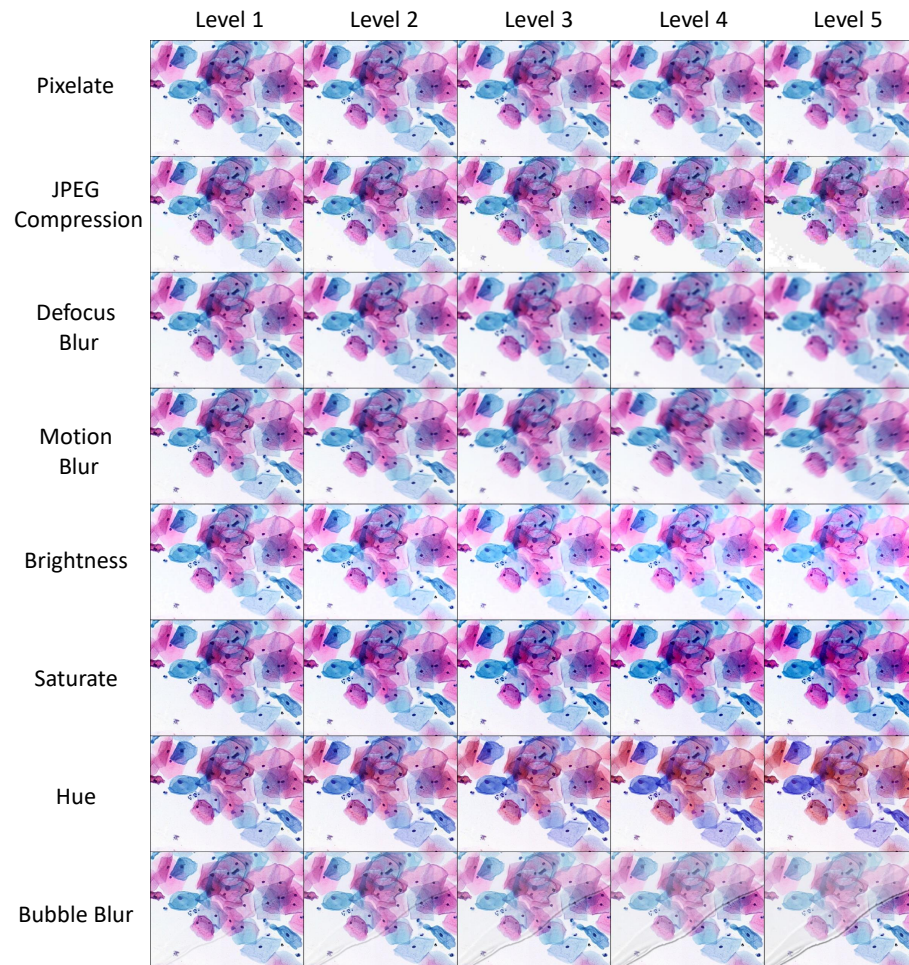 Level 1 Level 2 Level 3 Level 4 Level 5
Pixelate
JPEG
Compression
Defocus
Blur
Motion
Blur
Brightness
Saturate
Hue
Bubble Blur